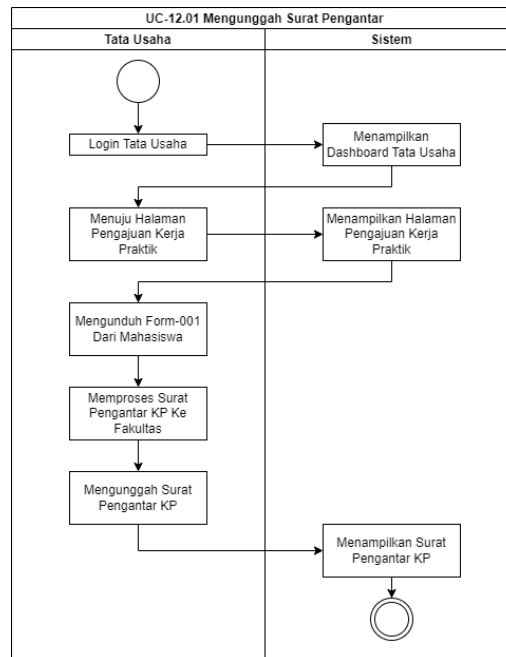 UC-12.01 Mengunggah Surat Pengantar
Tata Usaha
Sistem
Login Tata Usaha
Menampilkan
Dashboard Tata Usaha
Menuju Halaman
Pengajuan Kerja
Praktik
Menampilkan Halaman
Pengajuan Kerja
Praktik
Mengunduh Form-001
Dari Mahasiswa
Memproses Surat
Pengantar KP Ke
Fakultas
Mengunggah Surat
Pengantar KP
Menampilkan Surat
Pengantar KP